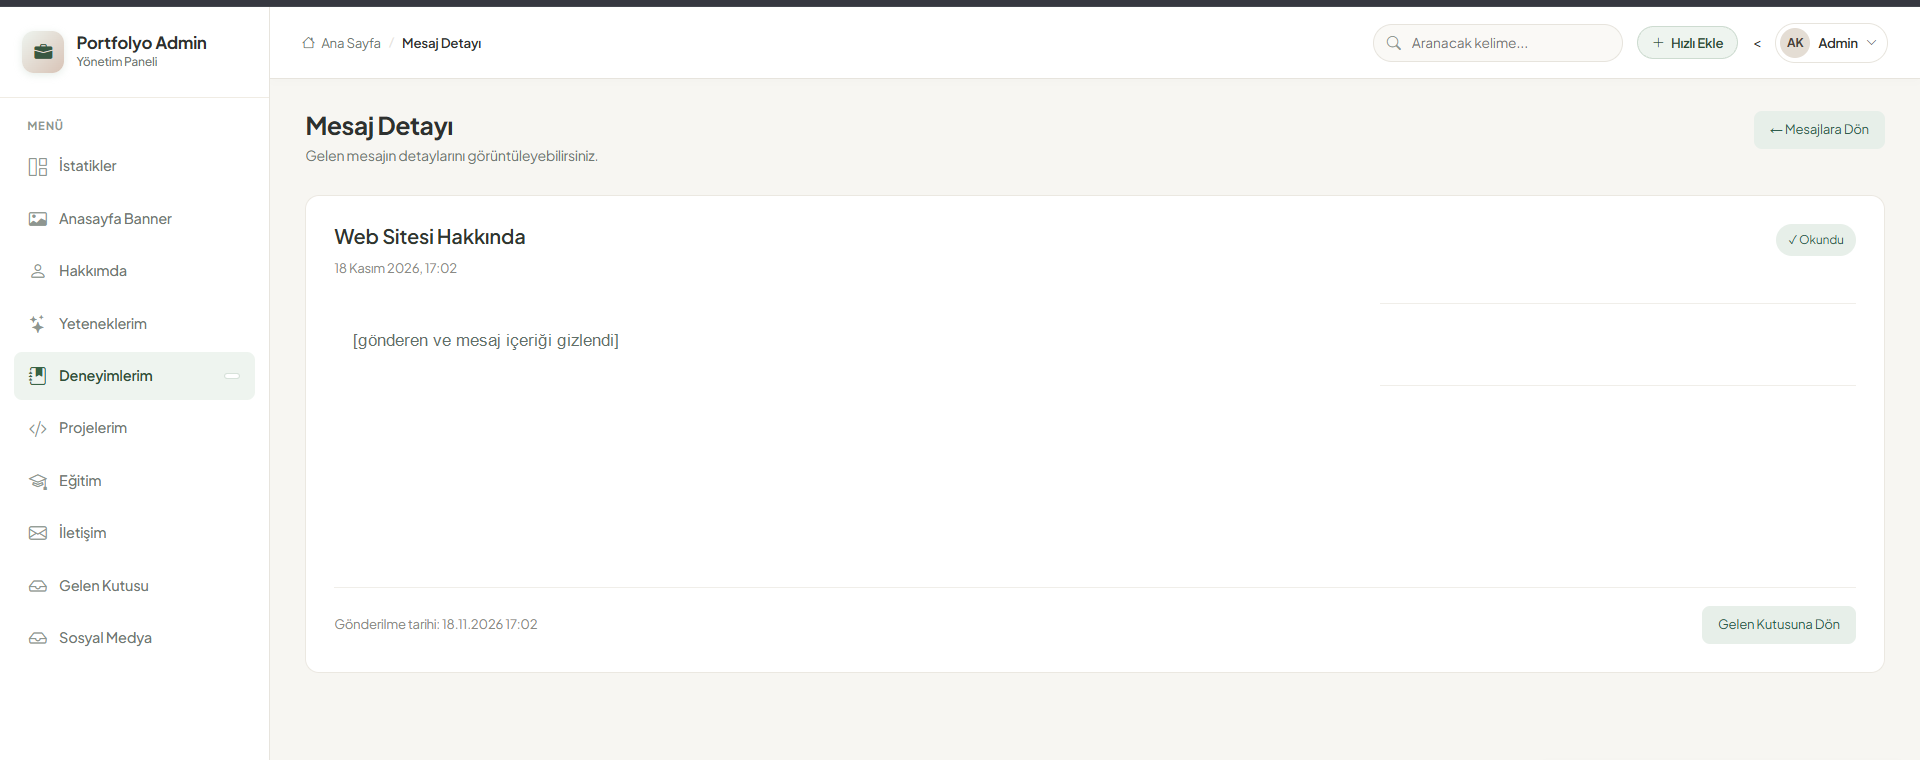 Portfolyo Admin
Yönetim Paneli
MENÜ
İstatikler
Anasayfa Banner
Hakkımda
Yeteneklerim
Deneyimlerim
Projelerim
Eğitim
İletişim
Gelen Kutusu
Sosyal Medya
Ana Sayfa / Mesaj Detayı
Aranacak kelime...
+ Hızlı Ekle
<
AK Admin
Mesaj Detayı
Gelen mesajın detaylarını görüntüleyebilirsiniz.
← Mesajlara Dön
Web Sitesi Hakkında
18 Kasım 2026, 17:02
✓ Okundu
[gönderen ve mesaj içeriği gizlendi]
Gönderilme tarihi: 18.11.2026 17:02
Gelen Kutusuna Dön